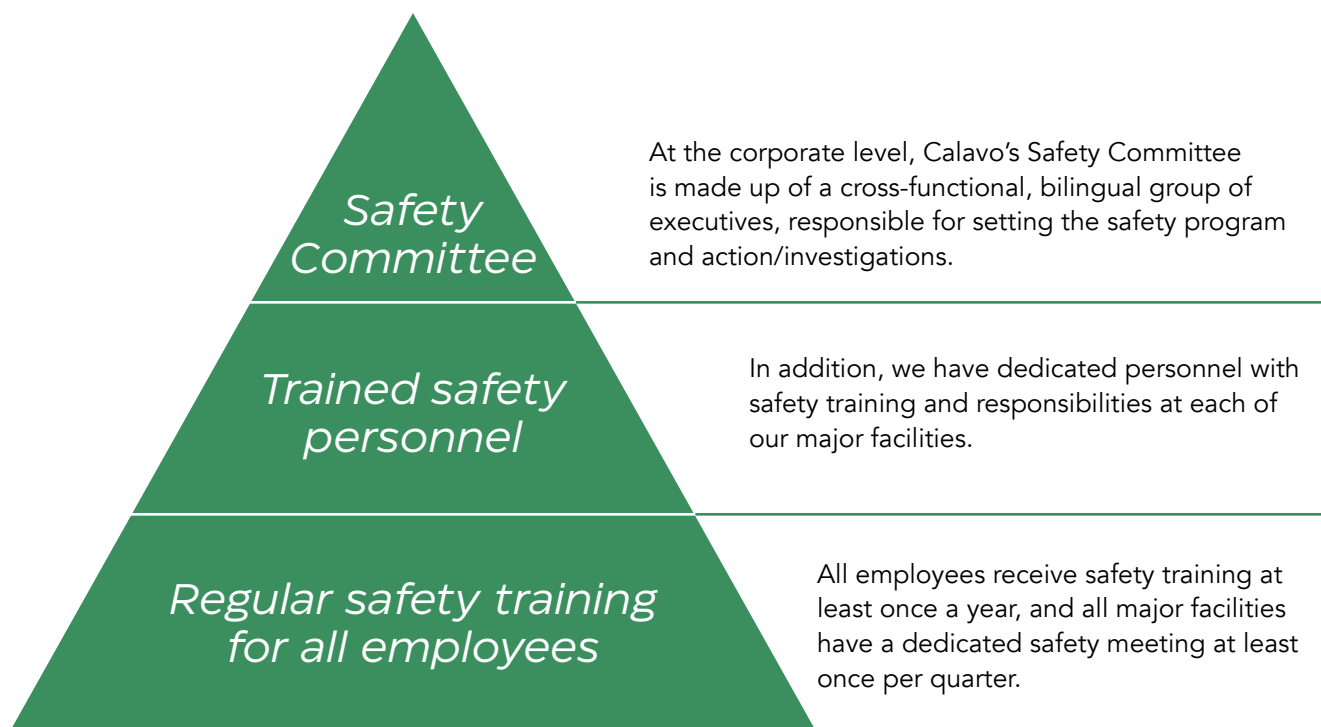 Safety
Committee
At the corporate level, Calavo’s Safety Committee
is made up of a cross-functional, bilingual group of
executives, responsible for setting the safety program
and action/investigations.
Trained safety
personnel
In addition, we have dedicated personnel with
safety training and responsibilities at each of
our major facilities.
Regular safety training
for all employees
All employees receive safety training at
least once a year, and all major facilities
have a dedicated safety meeting at least
once per quarter.